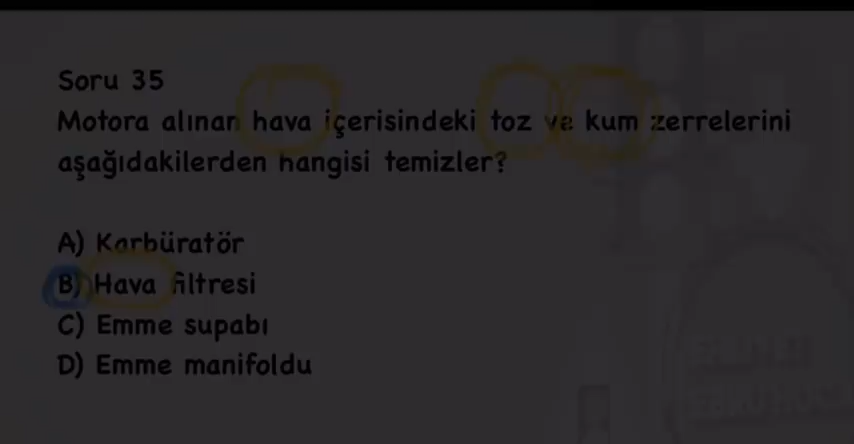 Soru 35
Motora alınan hava içerisindeki toz ve kum zerrelerini
aşağıdakilerden hangisi temizler?
A) Karbüratör
B) Hava filtresi
C) Emme supabı
D) Emme manifoldu